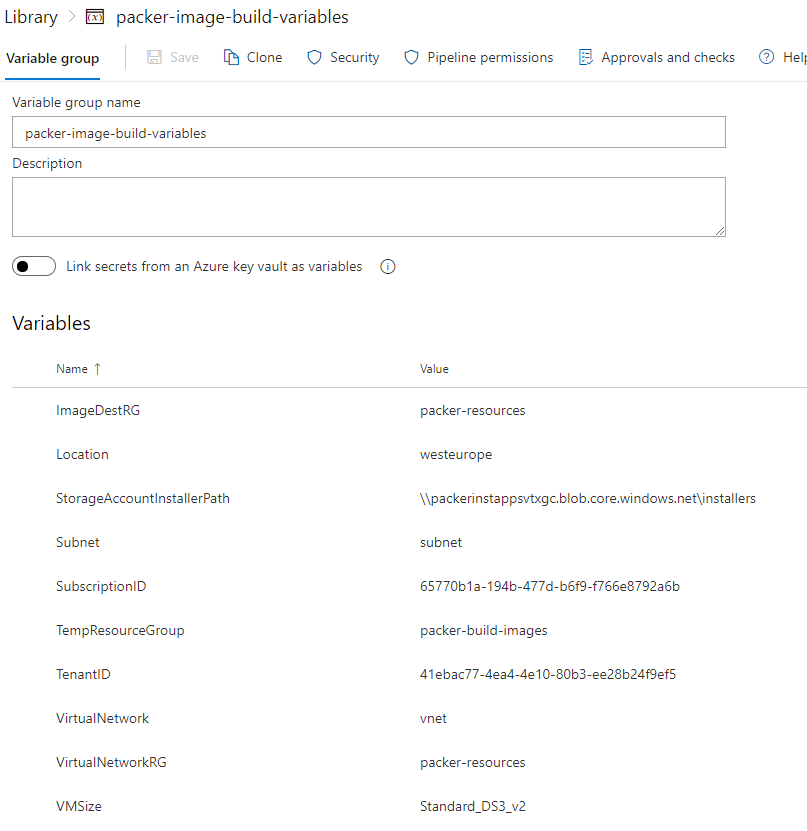 Library > packer-image-build-variables
Variable group Save Clone Security Pipeline permissions Approvals and checks Help
Variable group name
packer-image-build-variables
Description
Link secrets from an Azure key vault as variables
Variables
Name ↑ Value
ImageDestRG packer-resources
Location westeurope
StorageAccountInstallerPath \\packerinstappsvtxgc.blob.core.windows.net\installers
Subnet subnet
SubscriptionID 65770b1a-194b-477d-b6f9-f766e8792a6b
TempResourceGroup packer-build-images
TenantID 41ebac77-4ea4-4e10-80b3-ee28b24f9ef5
VirtualNetwork vnet
VirtualNetworkRG packer-resources
VMSize Standard_DS3_v2